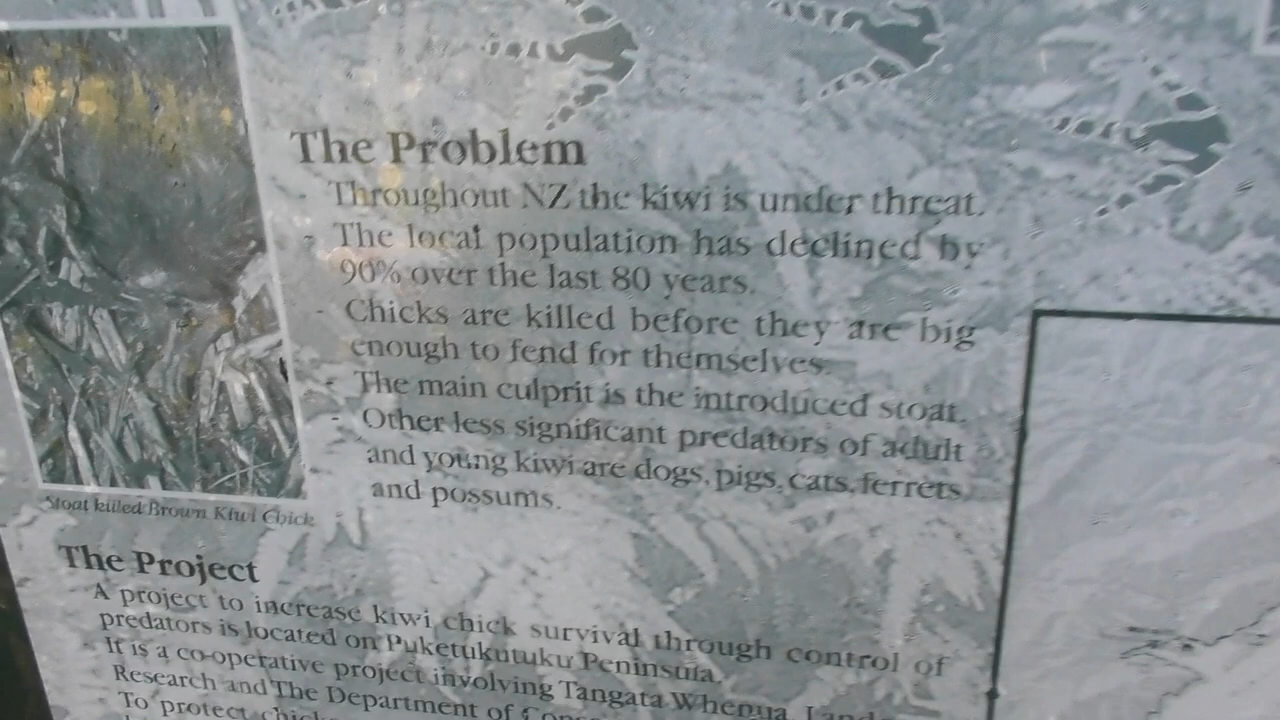 The Problem
- Throughout NZ the kiwi is under threat.
- The local population has declined by
90% over the last 80 years.
- Chicks are killed before they are big
enough to fend for themselves.
- The main culprit is the introduced stoat.
- Other less significant predators of adult
and young kiwi are dogs, pigs, cats, ferrets
and possums.
Stoat killed Brown Kiwi Chick
The Project
A project to increase kiwi chick survival through control of
predators is located on Puketukutuku Peninsula.
It is a co-operative project involving Tangata Whenua,
Research and The Department of
To protect